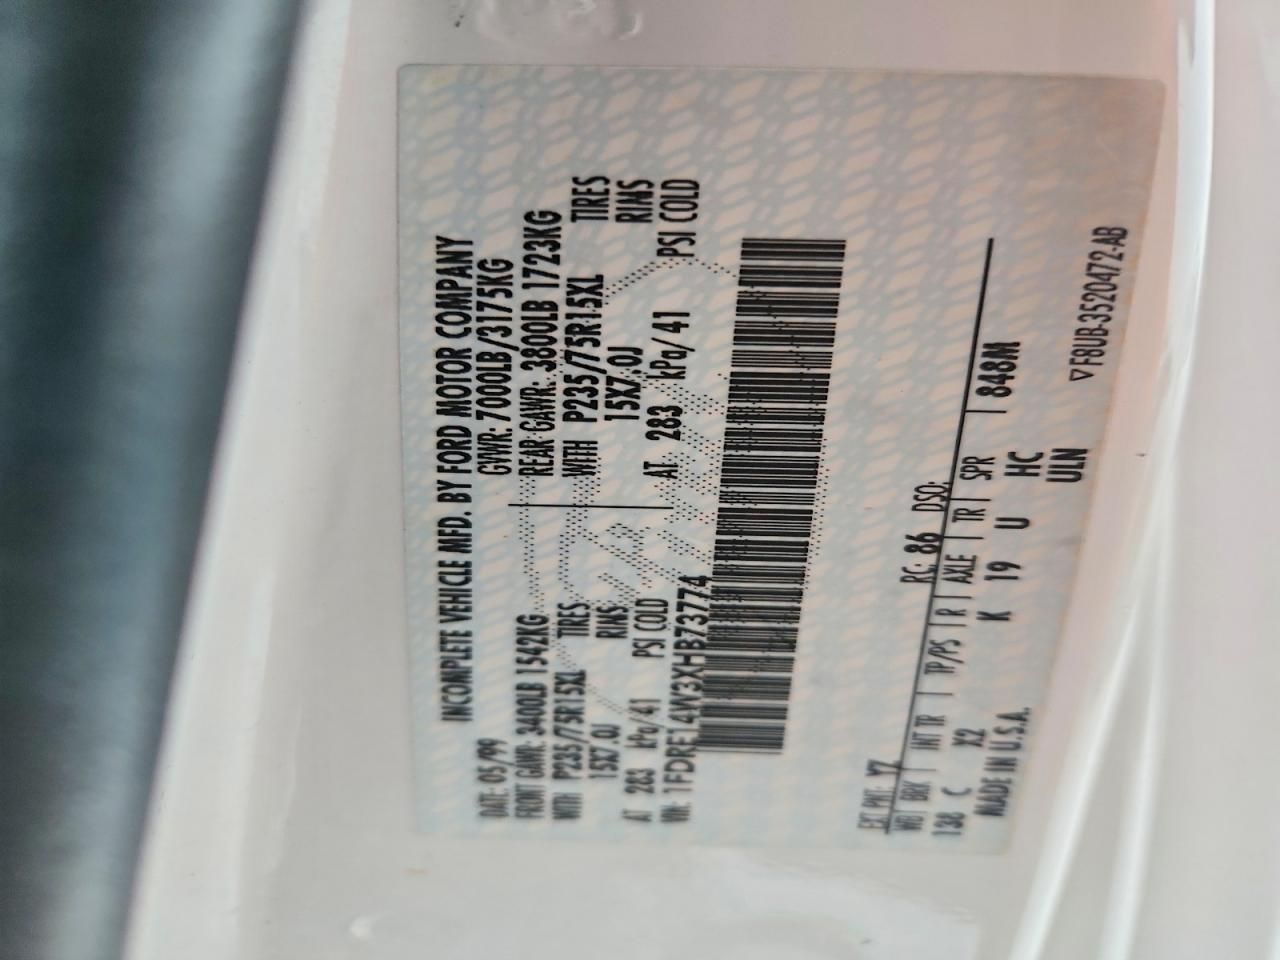 INCOMPLETE VEHICLE MFD. BY FORD MOTOR COMPANY
DATE: 05/99 GVWR: 7000LB/3175KG
FRONT GAWR: 3400LB 1542KG REAR GAWR: 3800LB 1723KG
WITH P235/75R15XL TIRES WITH P235/75R15XL TIRES
15X7.0J RIMS 15X7.0J RIMS
AT 283 kPa/41 PSI COLD AT 283 kPa/41 PSI COLD
VIN: 1FDRE14W3XHB73774
EXT PNT: YZ RC: 86 DSO:
WB BRK INT TR TP/PS R AXLE TR SPR 848M
138 C X2 K 19 U HC
MADE IN U.S.A. ULN
▽F8UB-3520472-AB